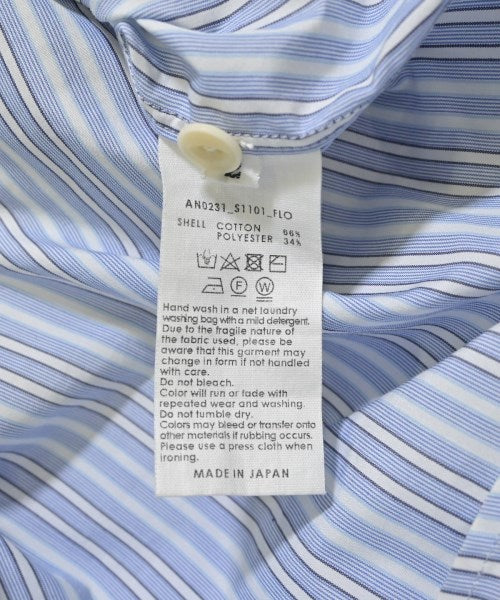 AN0231_S1101_FLO
SHELL COTTON 66%
POLYESTER 34%
Hand wash in a net laundry
washing bag with a mild detergent.
Due to the fragile nature of
the fabric used, please be
aware that this garment may
change in form if not handled
with care.
Do not bleach.
Color will run or fade with
repeated wear and washing.
Do not tumble dry.
Colors may bleed or transfer onto
other materials if rubbing occurs.
Please use a press cloth when
ironing.
MADE IN JAPAN